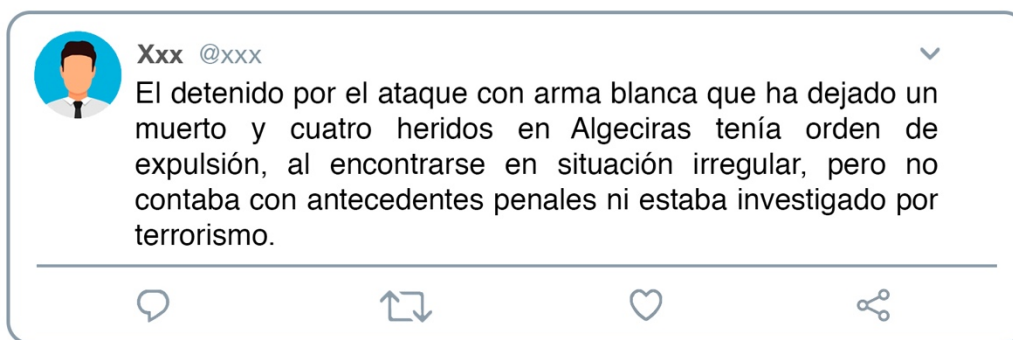 Xxx @xxx
El detenido por el ataque con arma blanca que ha dejado un
muerto y cuatro heridos en Algeciras tenía orden de
expulsión, al encontrarse en situación irregular, pero no
contaba con antecedentes penales ni estaba investigado por
terrorismo.